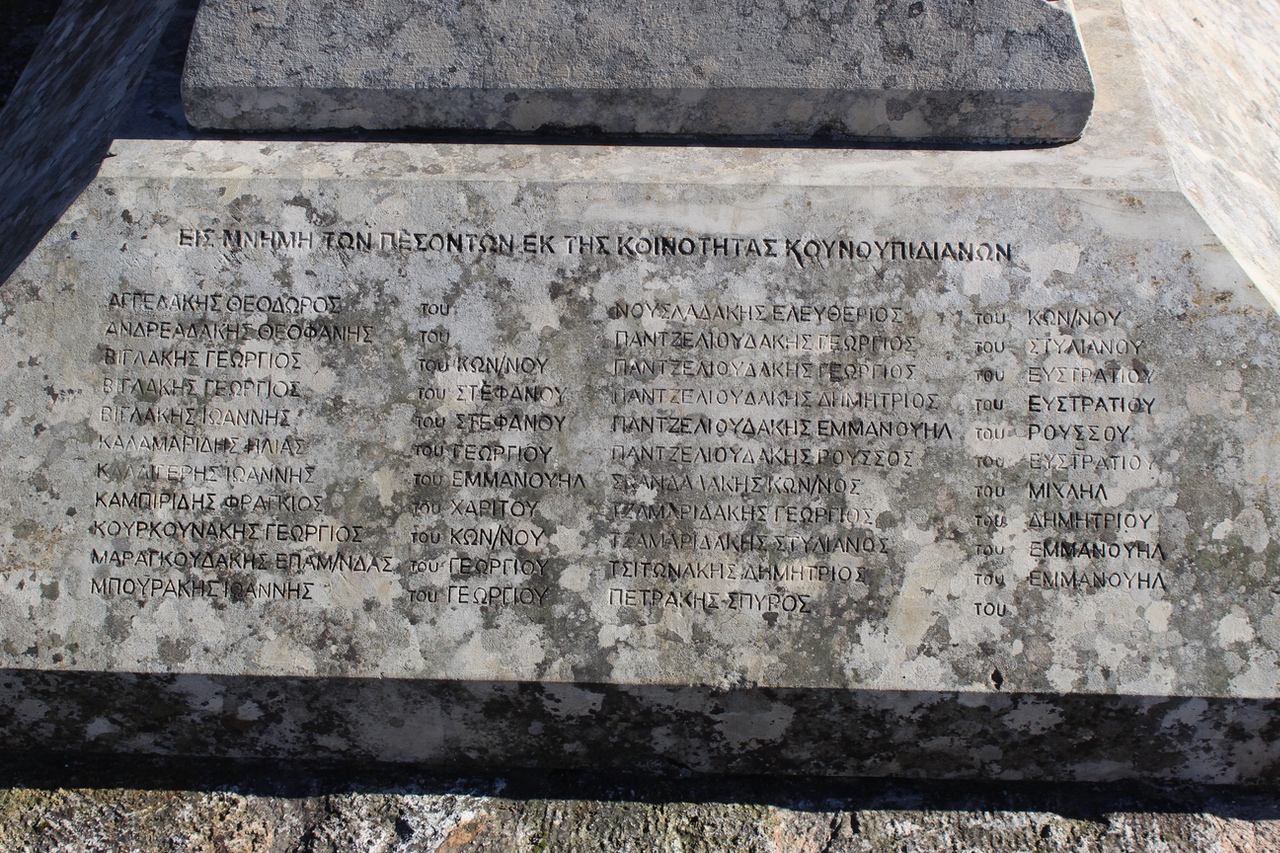 ΕΙΣ ΜΝΗΜΗ ΤΩΝ ΠΕΣΟΝΤΩΝ ΕΚ ΤΗΣ ΚΟΙΝΟΤΗΤΑΣ ΚΟΥΝΟΥΠΙΔΙΑΝΩΝ
ΑΓΓΕΛΑΚΗΣ ΘΕΟΔΩΡΟΣ του
ΑΝΔΡΕΑΔΑΚΗΣ ΘΕΟΦΑΝΗΣ του
ΒΙΓΛΑΚΗΣ ΓΕΩΡΓΙΟΣ του ΚΩΝ/ΝΟΥ
ΒΙΓΛΑΚΗΣ ΓΕΩΡΓΙΟΣ του ΣΤΕΦΑΝΟΥ
ΒΙΓΛΑΚΗΣ ΙΩΑΝΝΗΣ του ΣΤΕΦΑΝΟΥ
ΚΑΛΑΜΑΡΙΔΗΣ ΗΛΙΑΣ του ΓΕΩΡΓΙΟΥ
ΙΩΑΝΝΗΣ του ΕΜΜΑΝΟΥΗΛ
ΚΑΜΠΙΡΙΔΗΣ ΦΡΑΓΚΙΟΣ του ΧΑΡΙΤΟΥ
ΚΟΥΡΚΟΥΝΑΚΗΣ ΓΕΩΡΓΙΟΣ του ΚΩΝ/ΝΟΥ
ΜΑΡΑΓΚΟΥΔΑΚΗΣ ΕΠΑΜ/ΝΔΑΣ του ΓΕΩΡΓΙΟΥ
ΜΠΟΥΡΑΚΗΣ ΙΩΑΝΝΗΣ του ΓΕΩΡΓΙΟΥ
ΝΟΥΣΛΑΔΑΚΗΣ ΕΛΕΥΘΕΡΙΟΣ του ΚΩΝ/ΝΟΥ
ΠΑΝΤΖΕΛΙΟΥΔΑΚΗΣ ΓΕΩΡΓΙΟΣ του ΣΤΥΛΙΑΝΟΥ
ΠΑΝΤΖΕΛΙΟΥΔΑΚΗΣ ΓΕΩΡΓΙΟΣ του ΕΥΣΤΡΑΤΙΟΥ
ΠΑΝΤΖΕΛΙΟΥΔΑΚΗΣ ΔΗΜΗΤΡΙΟΣ του ΕΥΣΤΡΑΤΙΟΥ
ΠΑΝΤΖΕΛΙΟΥΔΑΚΗΣ ΕΜΜΑΝΟΥΗΛ του ΡΟΥΣΣΟΥ
ΠΑΝΤΖΕΛΙΟΥΔΑΚΗΣ ΡΟΥΣΣΟΣ του ΕΥΣΤΡΑΤΙΟΥ
ΣΚΑΝΔΑΛΑΚΗΣ ΚΩΝ/ΝΟΣ του ΜΙΧΛΗΛ
ΤΖΑΜΑΡΙΔΑΚΗΣ ΓΕΩΡΓΙΟΣ του ΔΗΜΗΤΡΙΟΥ
ΤΖΑΜΑΡΙΔΑΚΗΣ ΣΤΥΛΙΑΝΟΣ του ΕΜΜΑΝΟΥΗΛ
ΤΣΙΤΩΝΑΚΗΣ ΔΗΜΗΤΡΙΟΣ του ΕΜΜΑΝΟΥΗΛ
ΠΕΤΡΑΚΗΣ ΣΠΥΡΟΣ του